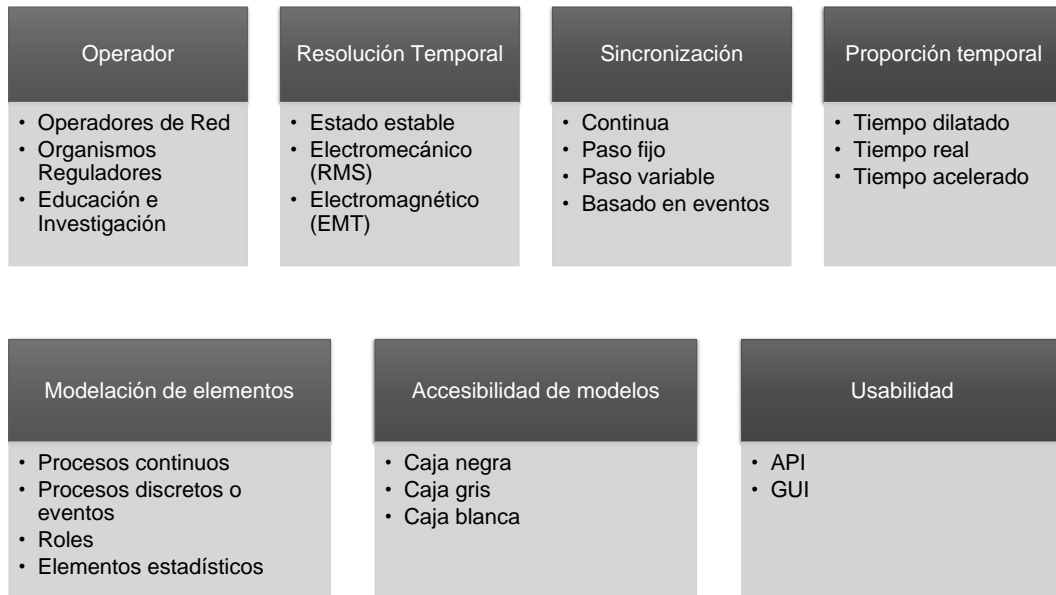 Operador
Resolución Temporal
Sincronización
Proporción temporal
• Operadores de Red
• Organismos
Reguladores
• Educación e
Investigación
• Estado estable
• Electromecánico
(RMS)
• Electromagnético
(EMT)
• Continua
• Paso fijo
• Paso variable
• Basado en eventos
• Tiempo dilatado
• Tiempo real
• Tiempo acelerado
Modelación de elementos
Accesibilidad de modelos
Usabilidad
• Procesos continuos
• Procesos discretos o
eventos
• Roles
• Elementos estadísticos
• Caja negra
• Caja gris
• Caja blanca
• API
• GUI